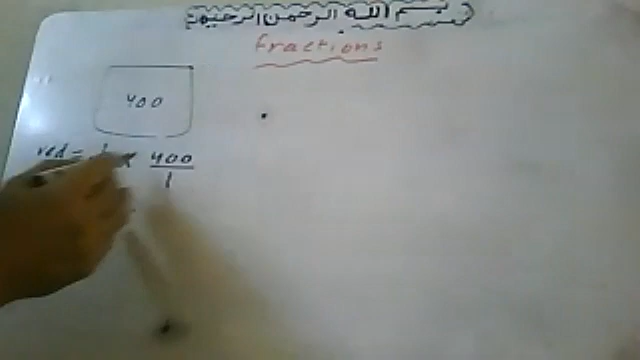 بسم الله الرحمن الرحيم
Fractions
400
red = 1 × 400
1